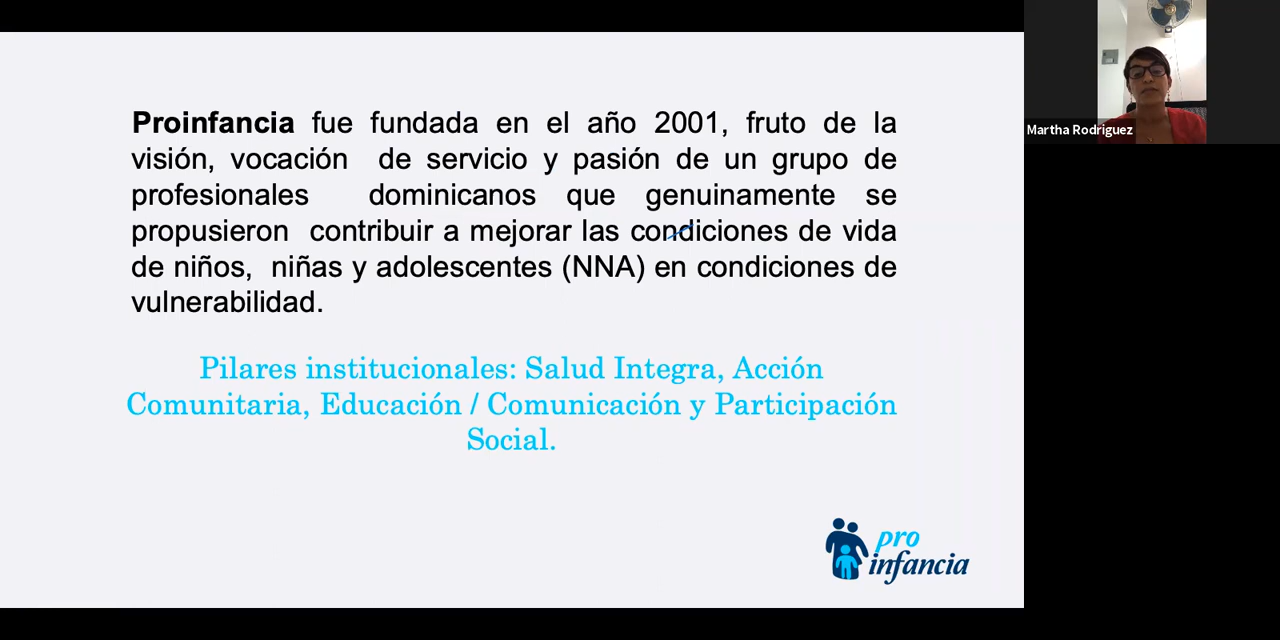 Proinfancia fue fundada en el año 2001, fruto de la
visión, vocación de servicio y pasión de un grupo de
profesionales dominicanos que genuinamente se
propusieron contribuir a mejorar las condiciones de vida
de niños, niñas y adolescentes (NNA) en condiciones de
vulnerabilidad.
Pilares institucionales: Salud Integra, Acción
Comunitaria, Educación / Comunicación y Participación
Social.
pro
infancia
Martha Rodriguez